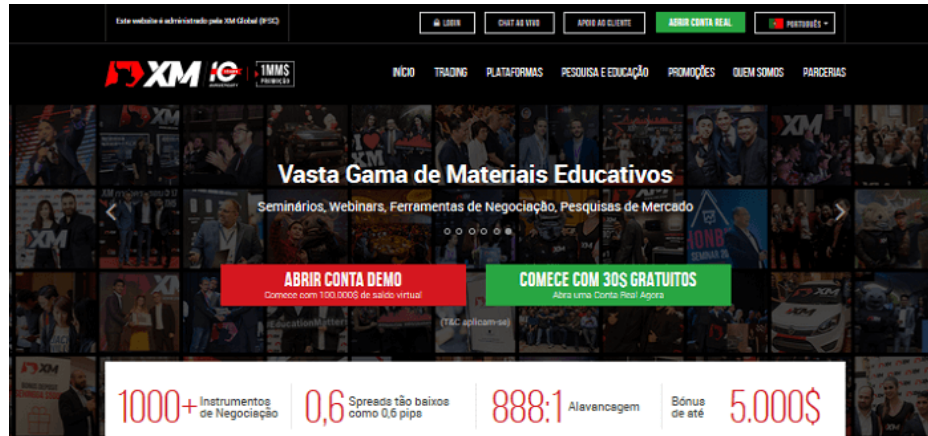 Este website é administrado pela XM Global (IFSC)
LOGIN
CHAT AO VIVO
APOIO AO CLIENTE
ABRIR CONTA REAL
PORTUGUÊS
XM
10
1MMS
PROMOÇÃO
INÍCIO
TRADING
PLATAFORMAS
PESQUISA E EDUCAÇÃO
PROMOÇÕES
QUEM SOMOS
PARCERIAS
Vasta Gama de Materiais Educativos
Seminários, Webinars, Ferramentas de Negociação, Pesquisas de Mercado
ABRIR CONTA DEMO
Comece com 100.000$ de saldo virtual
COMECE COM 30$ GRATUITOS
Abra uma Conta Real Agora
(T&C aplicam-se)
1000+ Instrumentos
de Negociação
0,6 Spreads tão baixos
como 0,6 pips
888:1 Alavancagem
Bónus
de até
5.000$